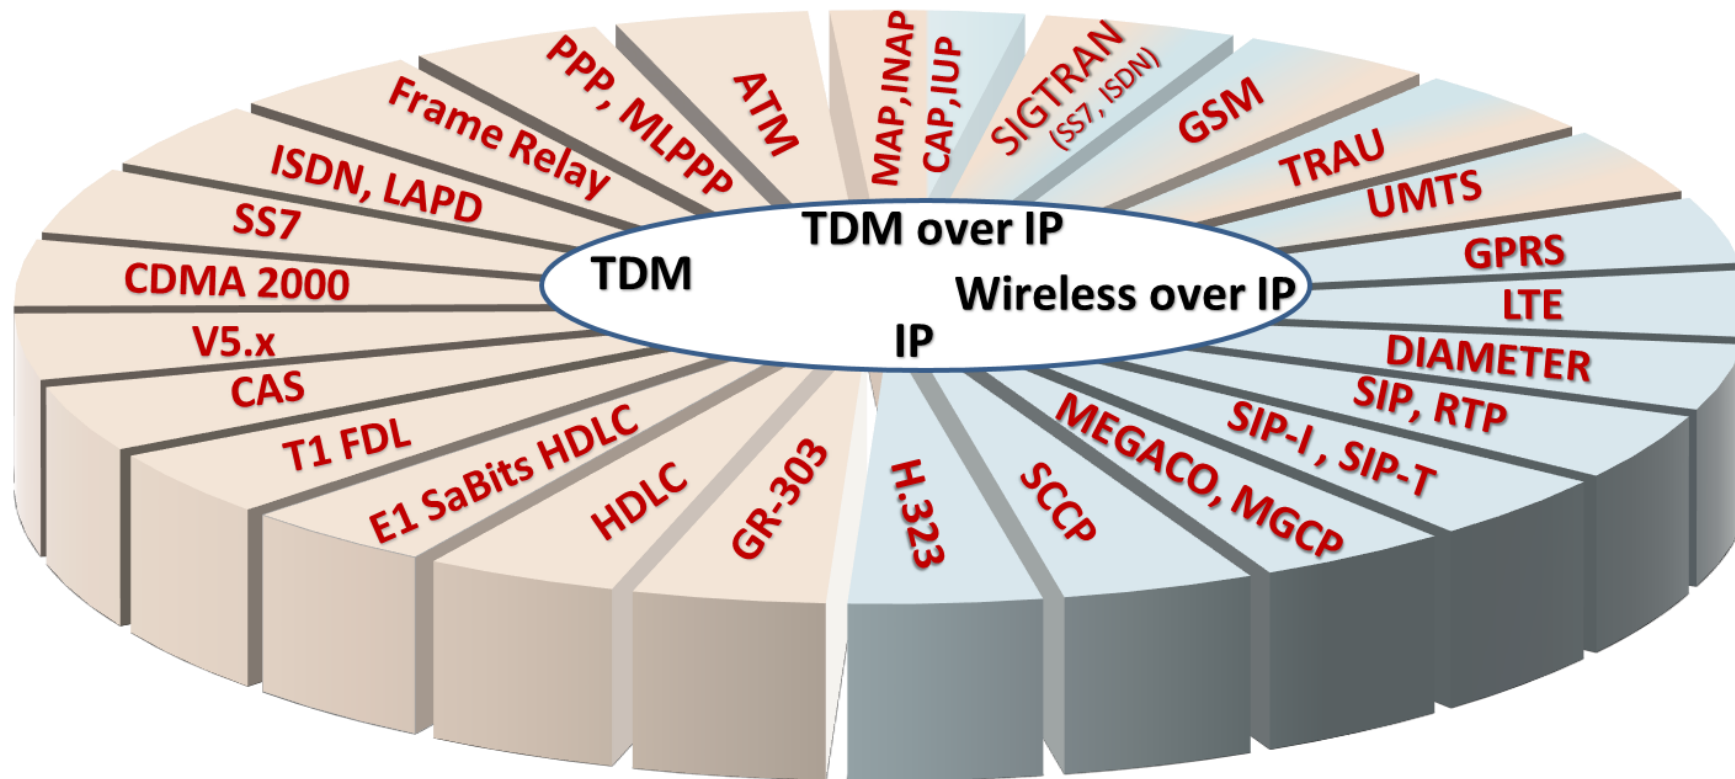 TDM over IP
TDM
Wireless over IP
IP
MAP,INAP
CAP,IUP
SIGTRAN
(SS7, ISDN)
GSM
TRAU
UMTS
GPRS
LTE
DIAMETER
SIP, RTP
SIP-I , SIP-T
MEGACO, MGCP
SCCP
H.323
GR-303
HDLC
E1 SaBits HDLC
T1 FDL
CAS
V5.x
CDMA 2000
SS7
ISDN, LAPD
Frame Relay
PPP, MLPPP
ATM